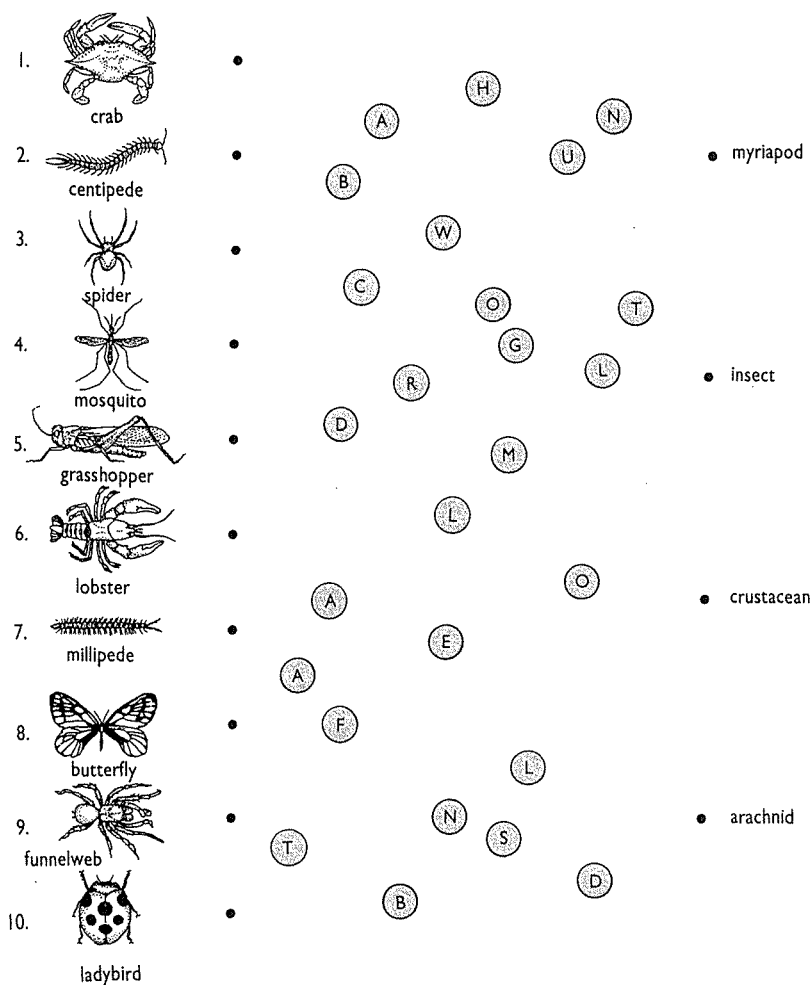 1.
crab
H
A
N
2.
centipede
U
myriapod
B
3.
spider
W
C
O
T
4.
mosquito
G
L
insect
R
D
5.
grasshopper
M
L
6.
lobster
O
A
crustacean
7.
millipede
E
A
F
8.
butterfly
L
9.
funnelweb
N
arachnid
S
T
D
B
10.
ladybird